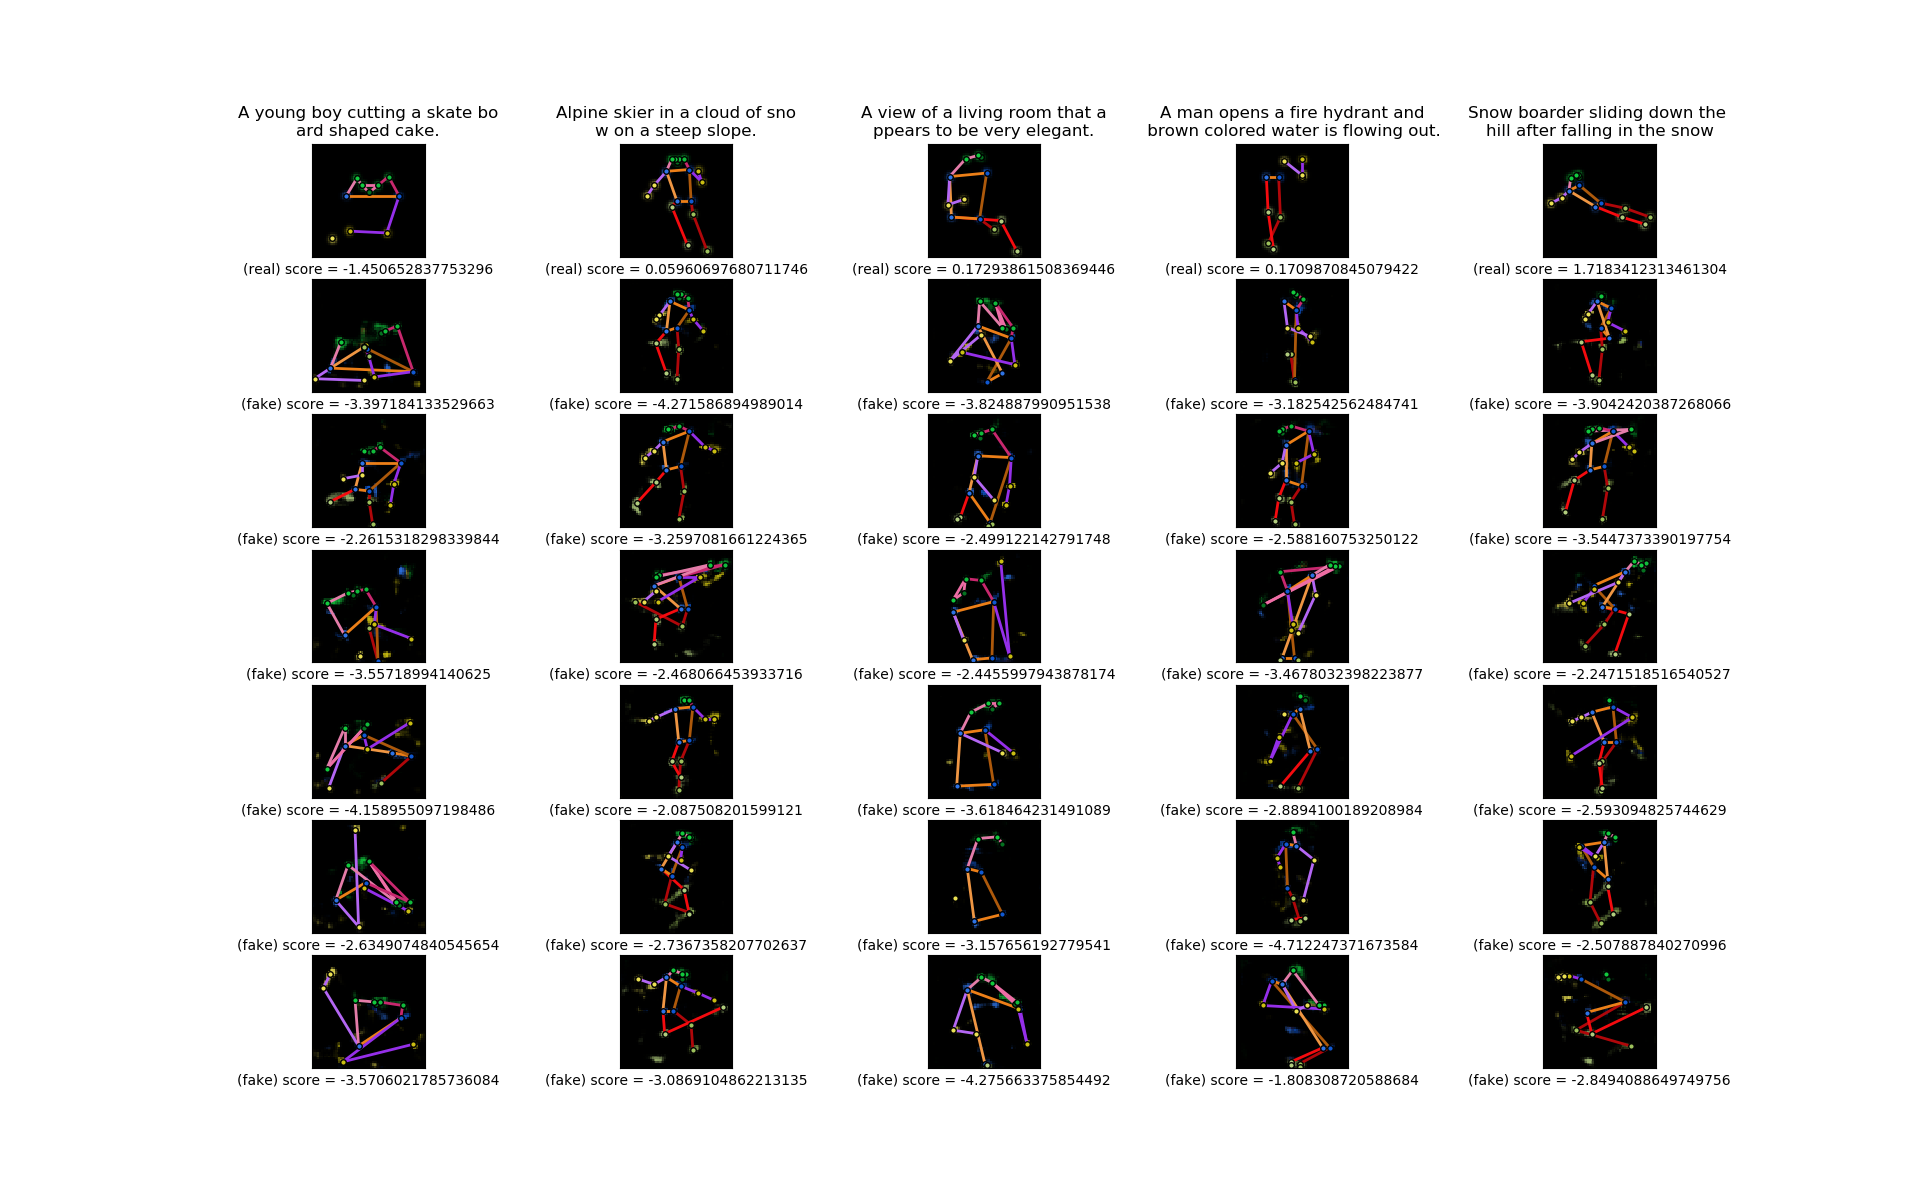 A young boy cutting a skate bo
ard shaped cake.
Alpine skier in a cloud of sno
w on a steep slope.
A view of a living room that a
ppears to be very elegant.
A man opens a fire hydrant and
brown colored water is flowing out.
Snow boarder sliding down the
hill after falling in the snow
(real) score = -1.450652837753296
(real) score = 0.05960697680711746
(real) score = 0.17293861508369446
(real) score = 0.1709870845079422
(real) score = 1.7183412313461304
(fake) score = -3.397184133529663
(fake) score = -4.271586894989014
(fake) score = -3.824887990951538
(fake) score = -3.182542562484741
(fake) score = -3.9042420387268066
(fake) score = -2.2615318298339844
(fake) score = -3.2597081661224365
(fake) score = -2.499122142791748
(fake) score = -2.588160753250122
(fake) score = -3.5447373390197754
(fake) score = -3.55718994140625
(fake) score = -2.468066453933716
(fake) score = -2.4455997943878174
(fake) score = -3.4678032398223877
(fake) score = -2.2471518516540527
(fake) score = -4.158955097198486
(fake) score = -2.087508201599121
(fake) score = -3.618464231491089
(fake) score = -2.8894100189208984
(fake) score = -2.593094825744629
(fake) score = -2.6349074840545654
(fake) score = -2.7367358207702637
(fake) score = -3.157656192779541
(fake) score = -4.712247371673584
(fake) score = -2.507887840270996
(fake) score = -3.5706021785736084
(fake) score = -3.0869104862213135
(fake) score = -4.275663375854492
(fake) score = -1.808308720588684
(fake) score = -2.8494088649749756